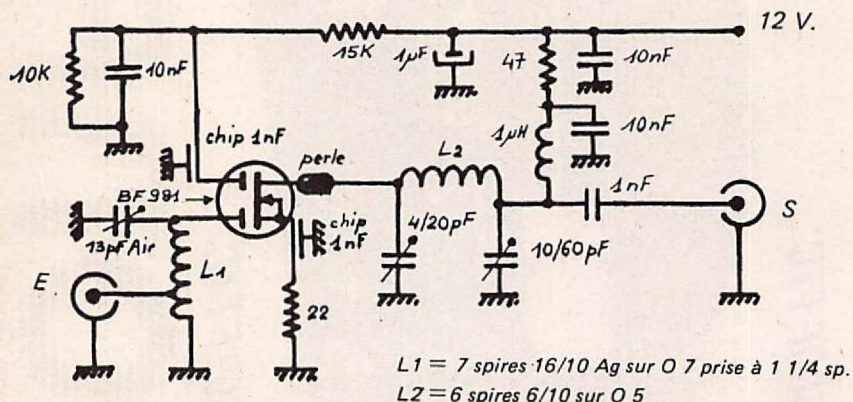 12 V.
15K
1µF
47
10nF
10K
10nF
1µH
10nF
chip 1nF
perle
L2
1nF
BF981
chip
1nF
4/20pF
10/60pF
S
13pF Air
L1
E
22
L1 = 7 spires 16/10 Ag sur O 7 prise à 1 1/4 sp.
L2 = 6 spires 6/10 sur O 5